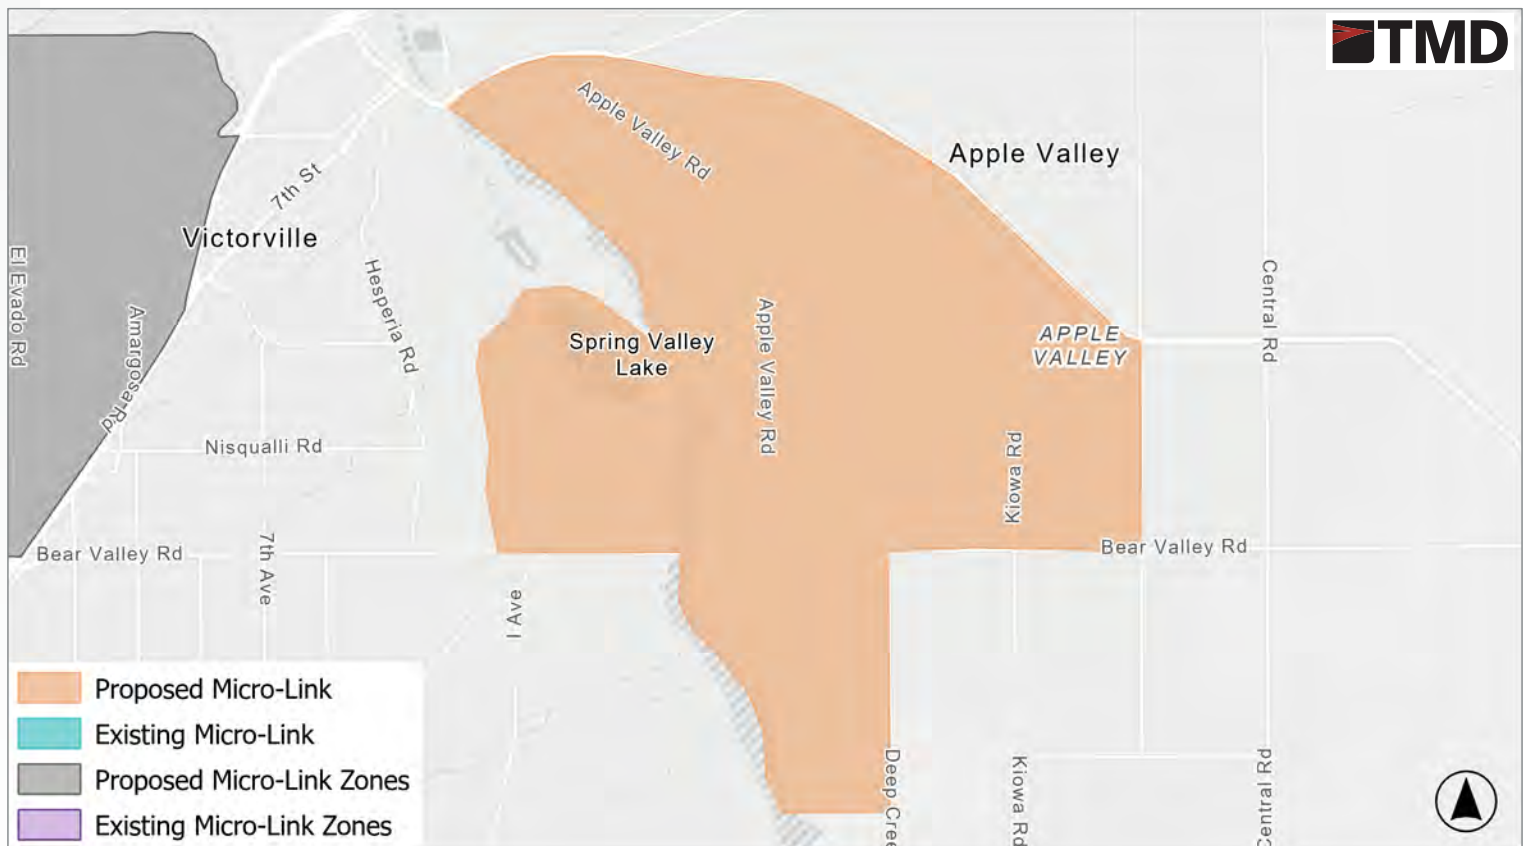 TMD
Apple Valley Rd
Apple Valley
7th St
Victorville
El Evado Rd
Hesperia Rd
Central Rd
Amargosa Rd
Apple Valley Rd
Spring Valley
Lake
APPLE
VALLEY
Nisqualli Rd
Kiowa Rd
Bear Valley Rd
7th Ave
Bear Valley Rd
I Ave
Proposed Micro-Link
Existing Micro-Link
Proposed Micro-Link Zones
Existing Micro-Link Zones
Deep Cree
Kiowa Rd
Central Rd